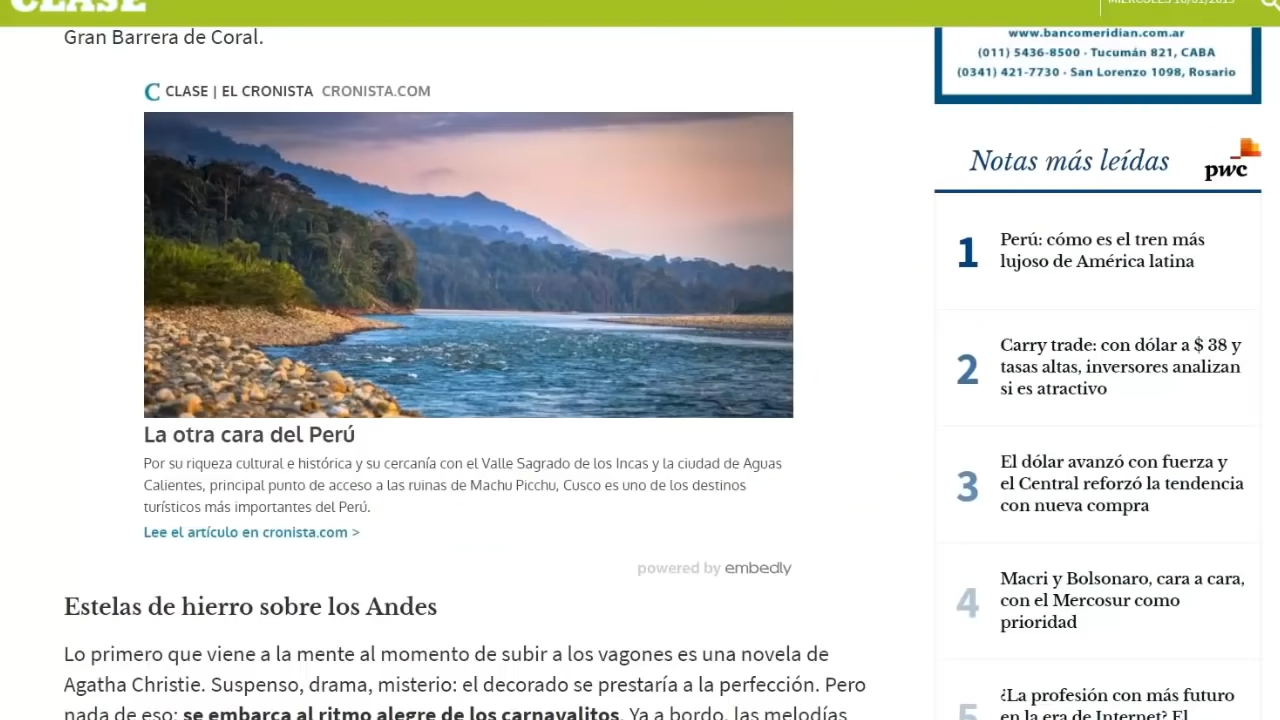 CLASE
MIÉRCOLES 16/01/2019
Gran Barrera de Coral.
CLASE | EL CRONISTA CRONISTA.COM
La otra cara del Perú
Por su riqueza cultural e histórica y su cercanía con el Valle Sagrado de los Incas y la ciudad de Aguas
Calientes, principal punto de acceso a las ruinas de Machu Picchu, Cusco es uno de los destinos
turísticos más importantes del Perú.
Lee el artículo en cronista.com >
powered by embedly
Estelas de hierro sobre los Andes
Lo primero que viene a la mente al momento de subir a los vagones es una novela de
Agatha Christie. Suspenso, drama, misterio: el decorado se prestaría a la perfección. Pero
nada de eso: se embarca al ritmo alegre de los carnavalitos. Ya a bordo, las melodías
www.bancomeridian.com.ar
(011) 5436-8500 · Tucumán 821, CABA
(0341) 421-7730 · San Lorenzo 1098, Rosario
Notas más leídas
pwc
1
Perú: cómo es el tren más
lujoso de América latina
2
Carry trade: con dólar a $ 38 y
tasas altas, inversores analizan
si es atractivo
3
El dólar avanzó con fuerza y
el Central reforzó la tendencia
con nueva compra
4
Macri y Bolsonaro, cara a cara,
con el Mercosur como
prioridad
5
¿La profesión con más futuro
en la era de Internet? El